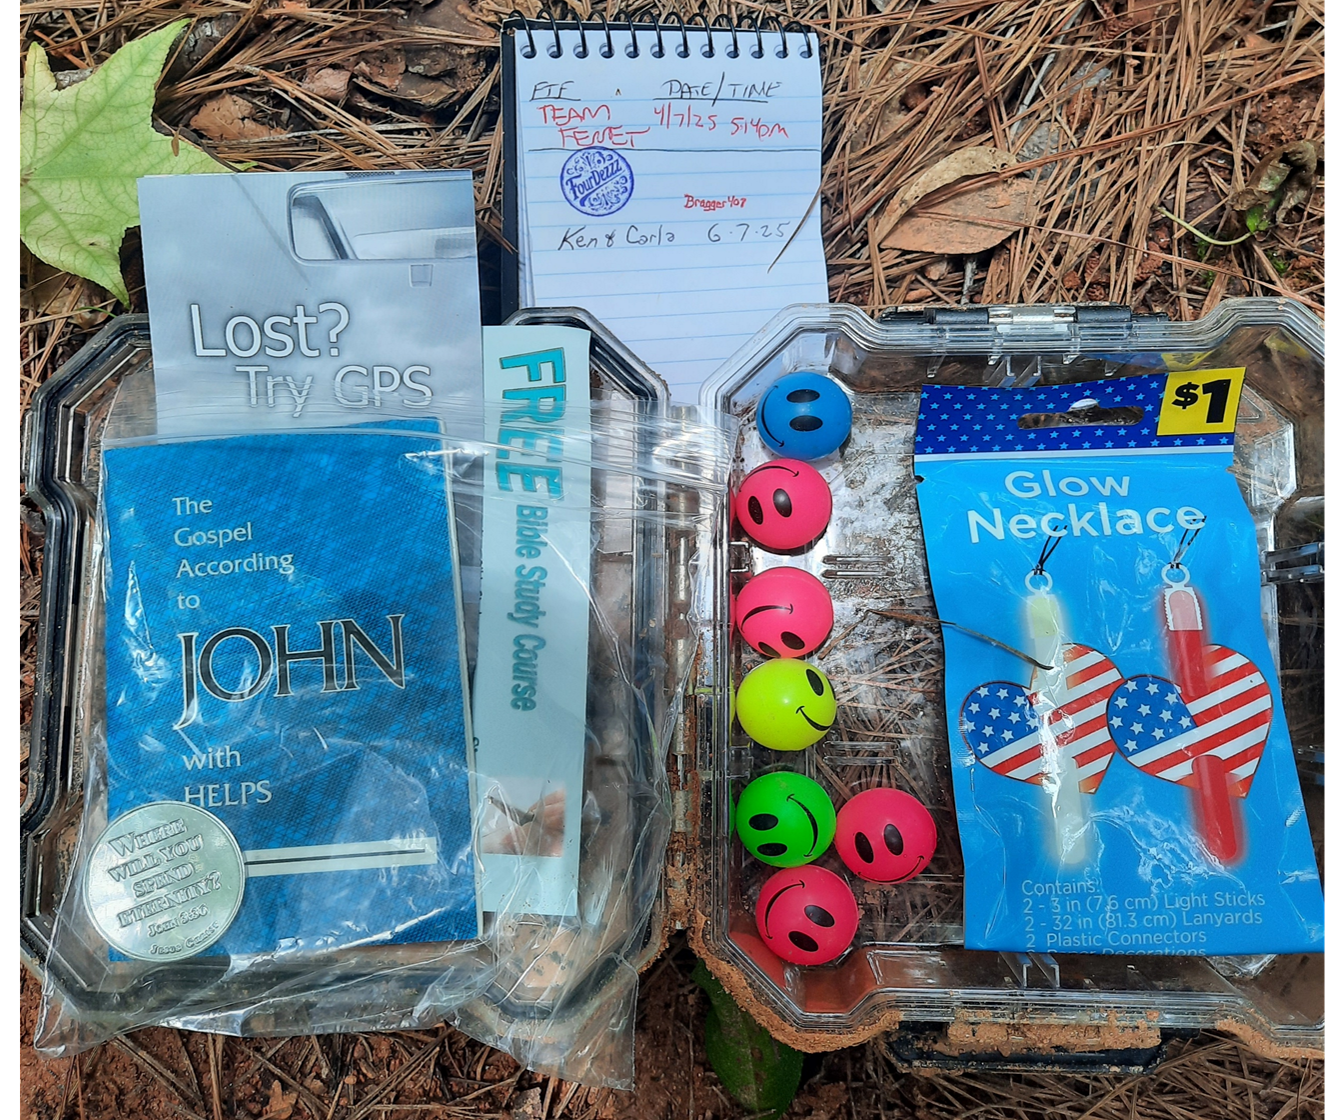 FTF DATE/TIME
TEAM 4/7/25 5:14pm
FERRET
FourDezzz
Bragger407
Ken & Carla 6-7-25
Lost?
Try GPS
FREE Bible Study Course
The
Gospel
According
to
JOHN
with
HELPS
WHERE
WILL YOU
SPEND
ETERNITY?
$1
Glow
Necklace
Contains:
2 - 3 in (7.6 cm) Light Sticks
2 - 32 in (81.3 cm) Lanyards
2 Plastic Connectors